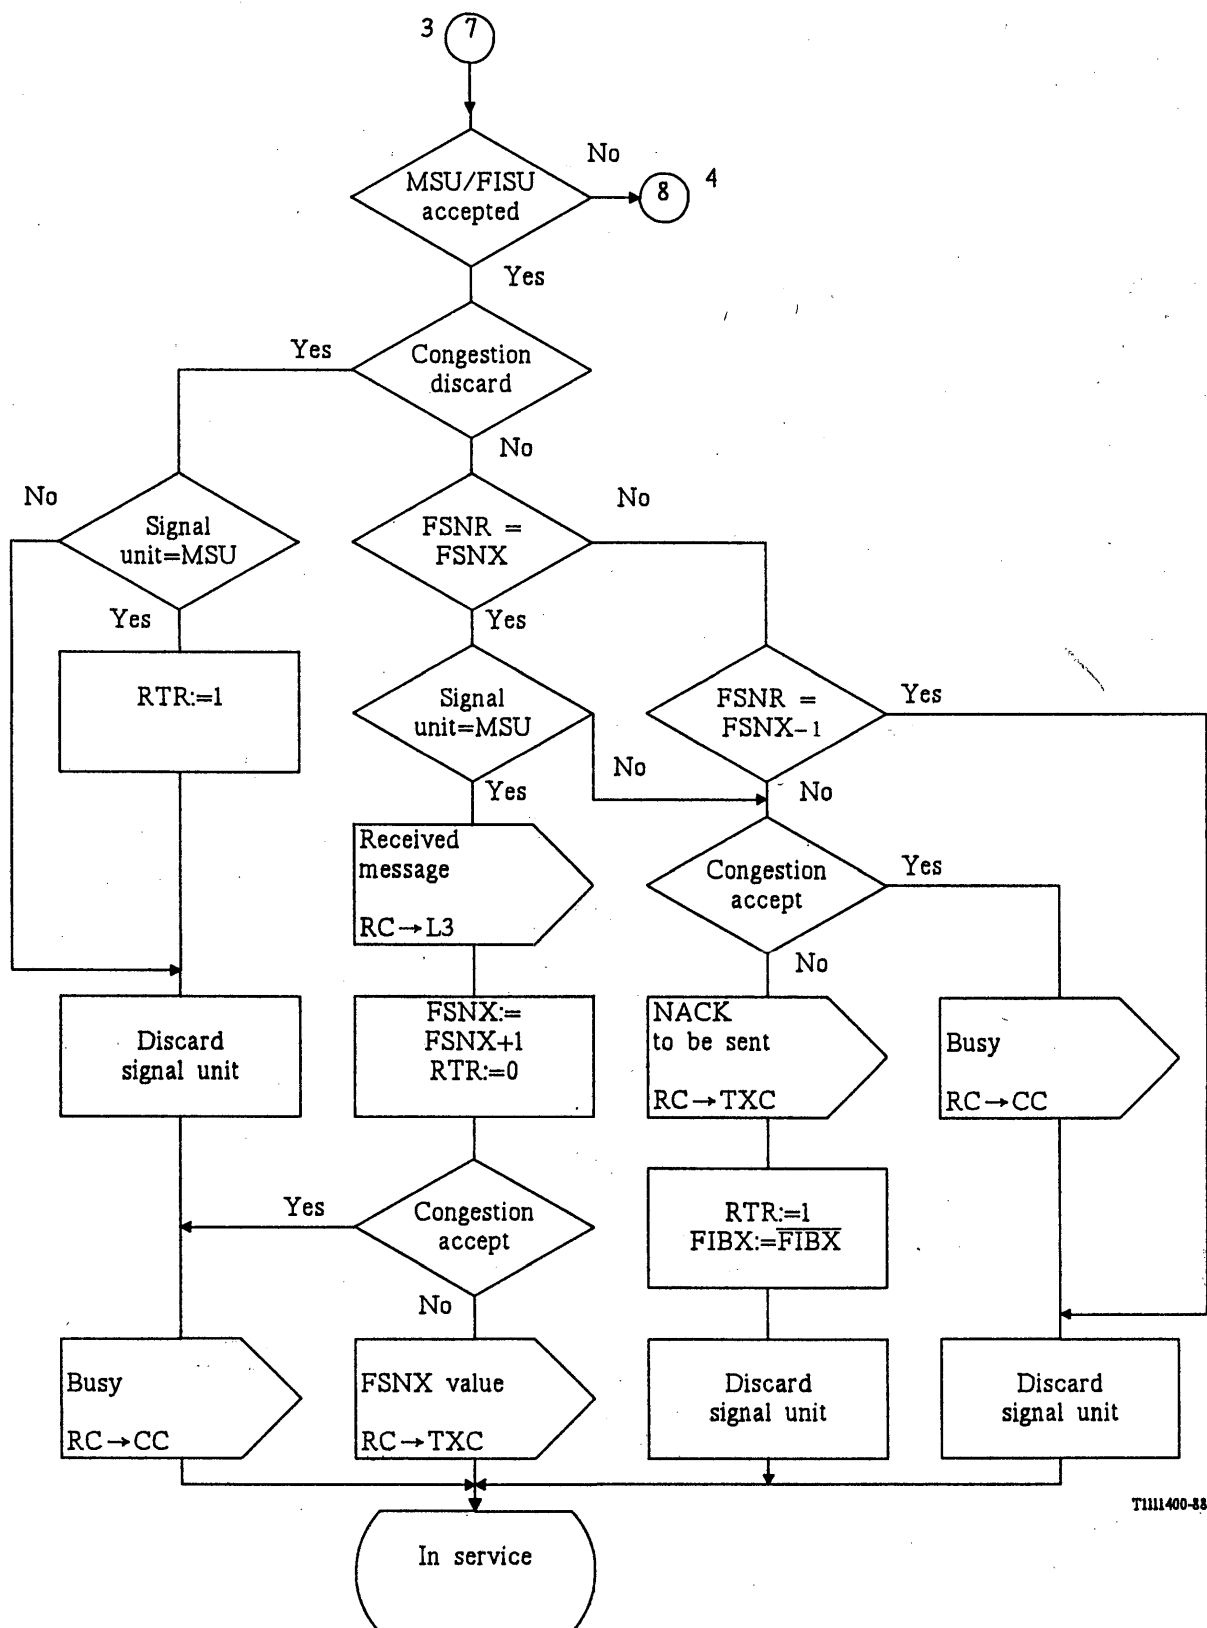 3 7
No
MSU/FISU
accepted
8 4
Yes
Yes
Congestion
discard
No
No
Signal
unit=MSU
FSNR =
FSNX
No
Yes
Yes
RTR:=1
Signal
unit=MSU
FSNR =
FSNX-1
Yes
No
Yes
No
Received
message
RC→L3
Congestion
accept
Yes
No
Discard
signal unit
FSNX:=
FSNX+1
RTR:=0
NACK
to be sent
RC→TXC
Busy
RC→CC
Yes
Congestion
accept
RTR:=1
FIBX:=F̅I̅B̅X̅
No
Busy
RC→CC
FSNX value
RC→TXC
Discard
signal unit
Discard
signal unit
T1111400-88
In service